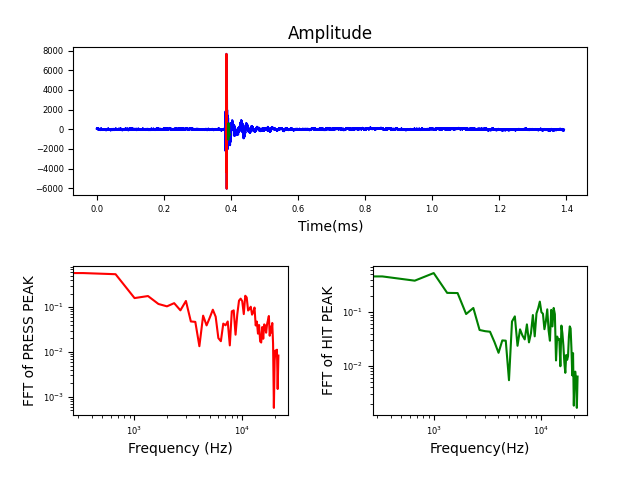 Amplitude
8000
6000
4000
2000
0
−2000
−4000
−6000
0.0 0.2 0.4 0.6 0.8 1.0 1.2 1.4
Time(ms)
FFT of PRESS PEAK
10⁻¹
10⁻²
10⁻³
10³ 10⁴
Frequency (Hz)
FFT of HIT PEAK
10⁻¹
10⁻²
10³ 10⁴
Frequency(Hz)